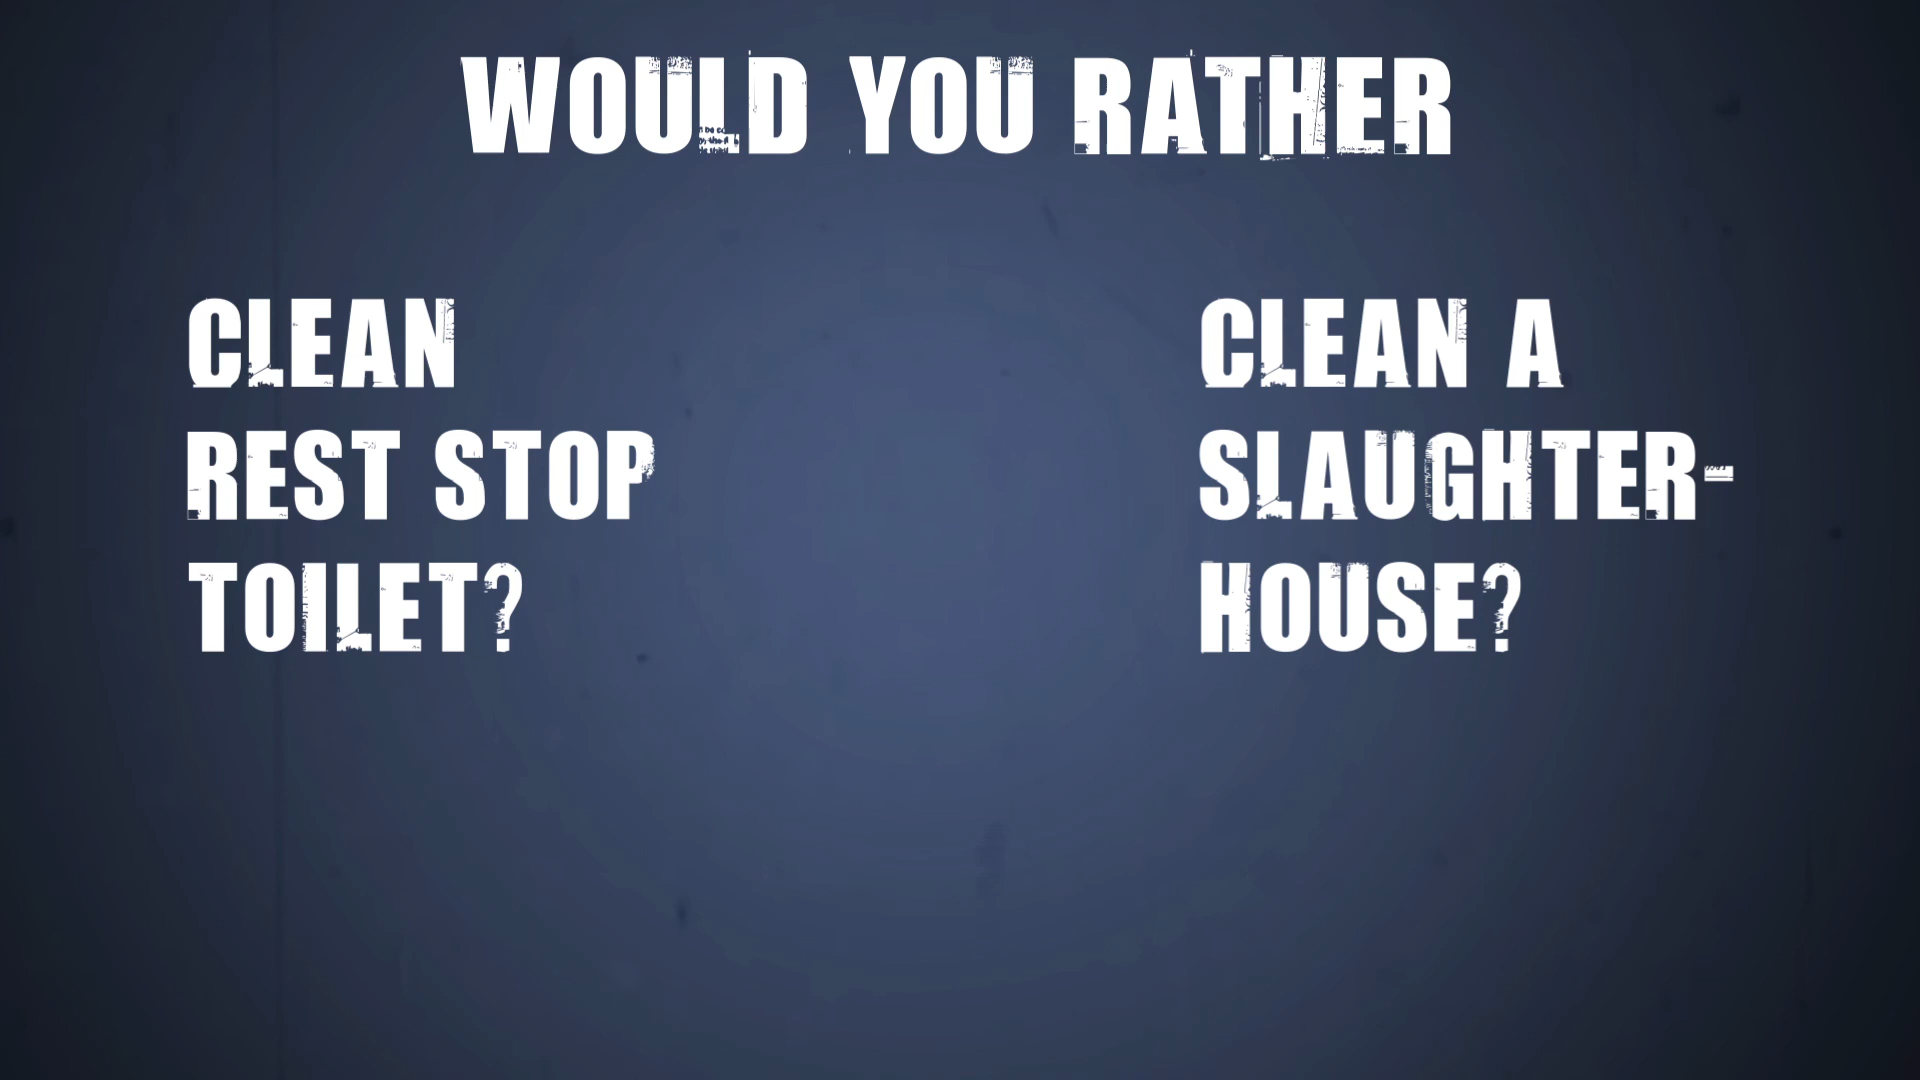 WOULD YOU RATHER
CLEAN
REST STOP
TOILET?
CLEAN A
SLAUGHTER-
HOUSE?